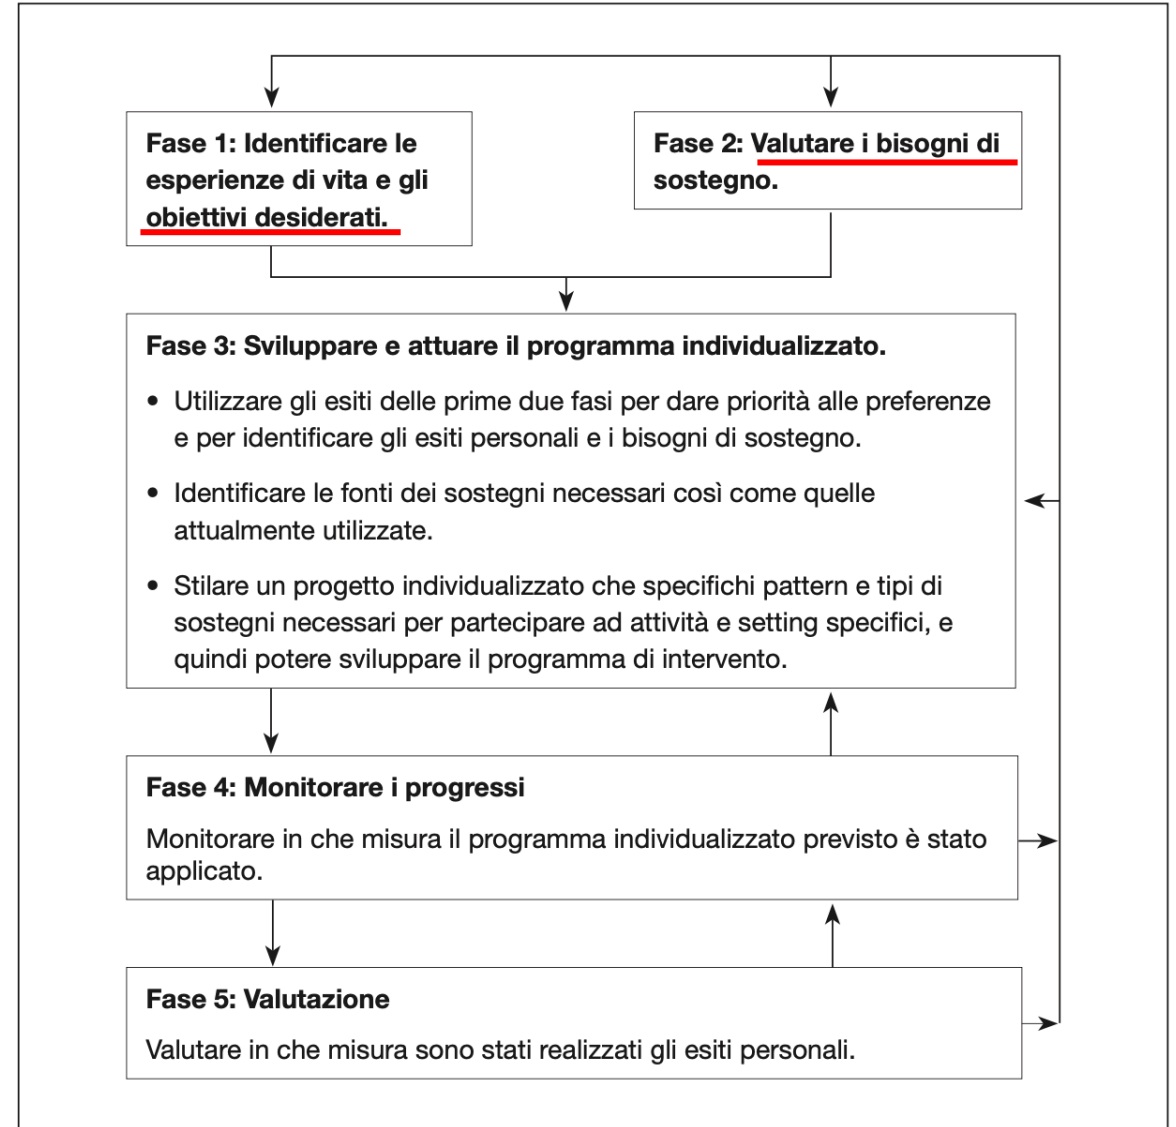 Fase 1: Identificare le
esperienze di vita e gli
obiettivi desiderati.
Fase 2: Valutare i bisogni di
sostegno.
Fase 3: Sviluppare e attuare il programma individualizzato.
• Utilizzare gli esiti delle prime due fasi per dare priorità alle preferenze
e per identificare gli esiti personali e i bisogni di sostegno.
• Identificare le fonti dei sostegni necessari così come quelle
attualmente utilizzate.
• Stilare un progetto individualizzato che specifichi pattern e tipi di
sostegni necessari per partecipare ad attività e setting specifici, e
quindi potere sviluppare il programma di intervento.
Fase 4: Monitorare i progressi
Monitorare in che misura il programma individualizzato previsto è stato
applicato.
Fase 5: Valutazione
Valutare in che misura sono stati realizzati gli esiti personali.